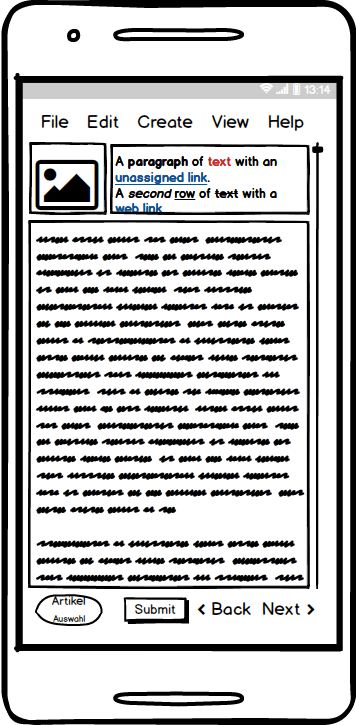 13:14
File Edit Create View Help
A paragraph of text with an
unassigned link.
A second row of text with a
web link
Artikel
Auswahl
Submit
Back Next